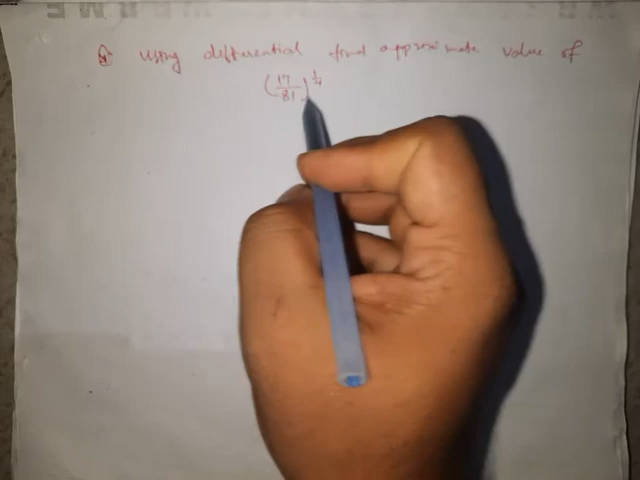 Q Using differential find approximate value of
(17/81)^1/4